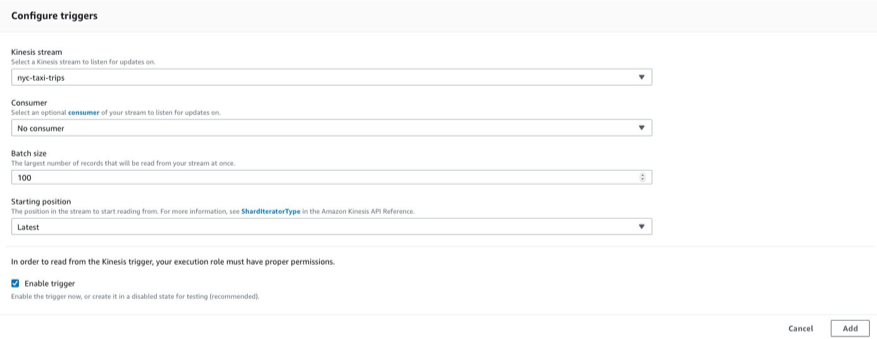 Configure triggers
Kinesis stream
Select a Kinesis stream to listen for updates on.
nyc-taxi-trips
Consumer
Select an optional consumer of your stream to listen for updates on.
No consumer
Batch size
The largest number of records that will be read from your stream at once.
100
Starting position
The position in the stream to start reading from. For more information, see ShardIteratorType in the Amazon Kinesis API Reference.
Latest
In order to read from the Kinesis trigger, your execution role must have proper permissions.
Enable trigger
Enable the trigger now, or create it in a disabled state for testing (recommended).
Cancel Add